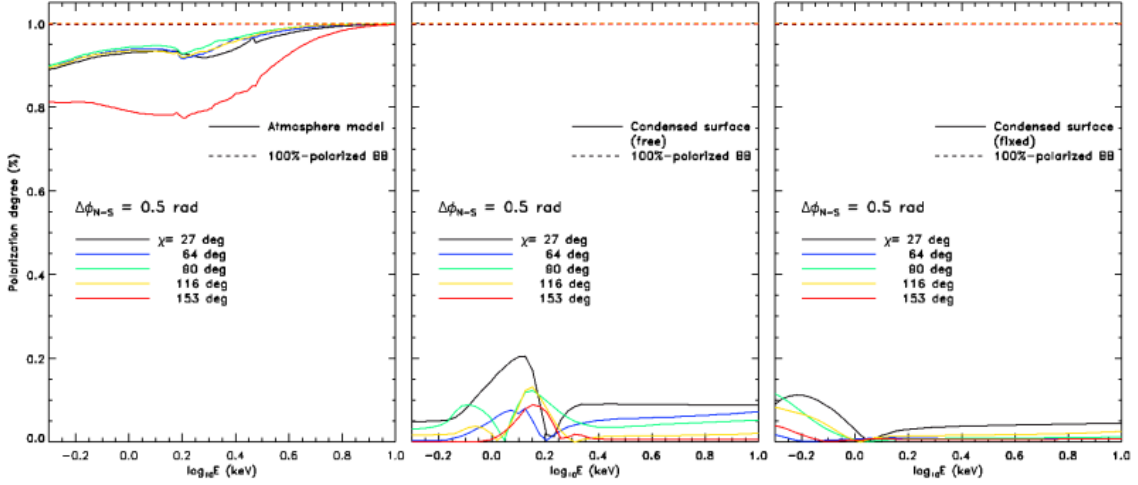 Polarization degree (%)
1.0
0.8
0.6
0.4
0.2
0.0
Atmosphere model
100%-polarized BB
Δϕ_N-S = 0.5 rad
χ= 27 deg
64 deg
80 deg
116 deg
153 deg
-0.2 0.0 0.2 0.4 0.6 0.8 1.0
log₁₀E (keV)
Condensed surface
(free)
100%-polarized BB
Δϕ_N-S = 0.5 rad
χ= 27 deg
64 deg
80 deg
116 deg
153 deg
-0.2 0.0 0.2 0.4 0.6 0.8 1.0
log₁₀E (keV)
Condensed surface
(fixed)
100%-polarized BB
Δϕ_N-S = 0.5 rad
χ= 27 deg
64 deg
80 deg
116 deg
153 deg
-0.2 0.0 0.2 0.4 0.6 0.8 1.0
log₁₀E (keV)